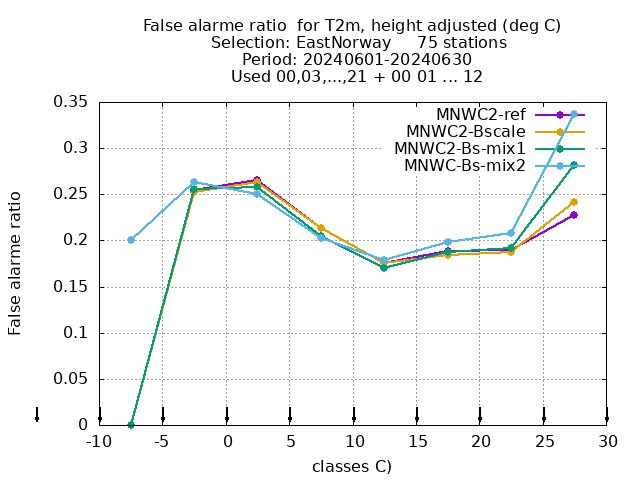 False alarme ratio  for T2m, height adjusted (deg C)
Selection: EastNorway     75 stations
Period: 20240601-20240630
Used 00,03,...,21 + 00 01 ... 12
MNWC2-ref
MNWC2-Bscale
MNWC2-Bs-mix1
MNWC-Bs-mix2
False alarme ratio
0.35
0.3
0.25
0.2
0.15
0.1
0.05
0
-10 -5 0 5 10 15 20 25 30
classes C)